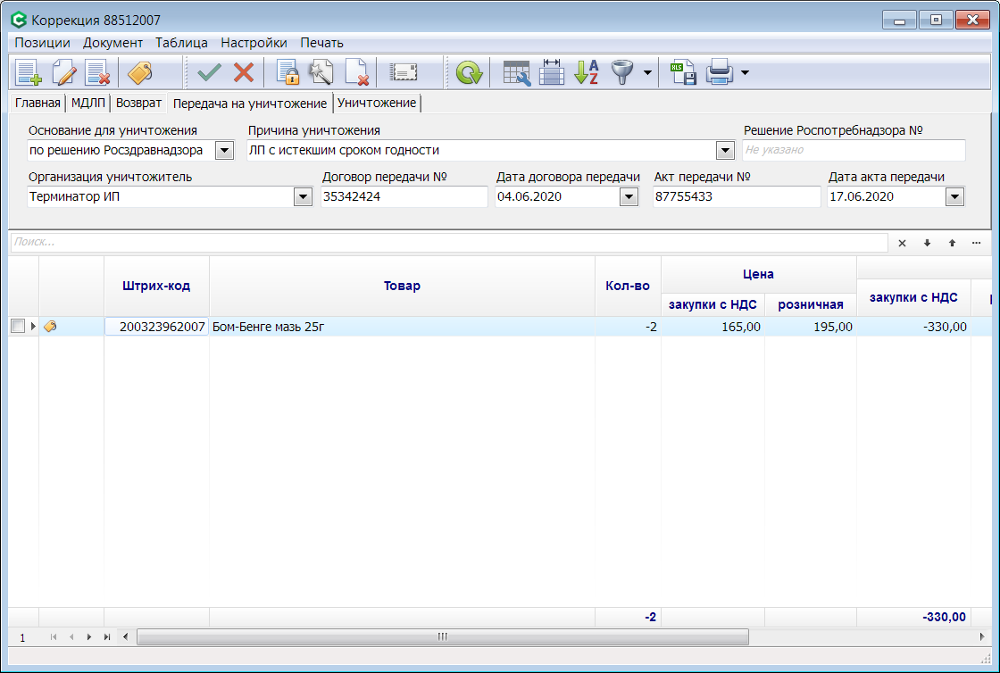 Коррекция 88512007
Позиции Документ Таблица Настройки Печать
XLS A Z
Главная МДЛП Возврат Передача на уничтожение Уничтожение
Основание для уничтожения Причина уничтожения Решение Роспотребнадзора №
по решению Росздравнадзора ЛП с истекшим сроком годности Не указано
Организация уничтожитель Договор передачи № Дата договора передачи Акт передачи № Дата акта передачи
Терминатор ИП 35342424 04.06.2020 87755433 17.06.2020
Поиск...
Штрих-код Товар Кол-во Цена
закупки с НДС розничная закупки с НДС
200323962007 Бом-Бенге мазь 25г -2 165,00 195,00 -330,00
-2 -330,00
1